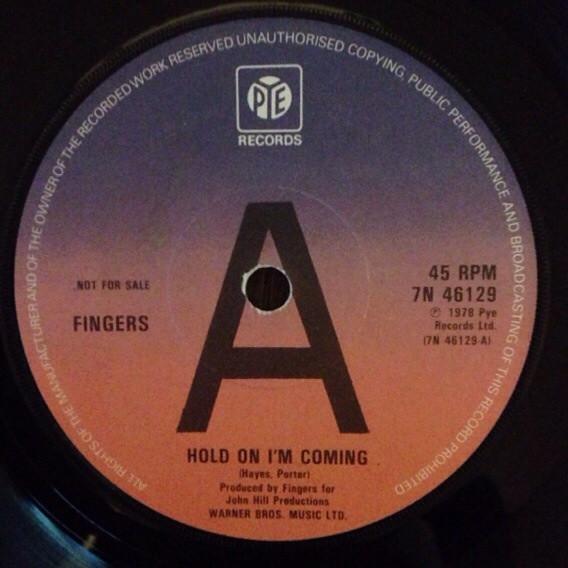 ALL RIGHTS OF THE MANUFACTURER AND OF THE OWNER OF THE RECORDED WORK RESERVED UNAUTHORISED COPYING, PUBLIC PERFORMANCE AND BROADCASTING OF THIS RECORD PROHIBITED
PYE
RECORDS
A
NOT FOR SALE
FINGERS
45 RPM
7N 46129
℗ 1978 Pye
Records Ltd.
(7N 46129-A)
HOLD ON I'M COMING
(Hayes, Porter)
Produced by Fingers for
John Hill Productions
WARNER BROS. MUSIC LTD.